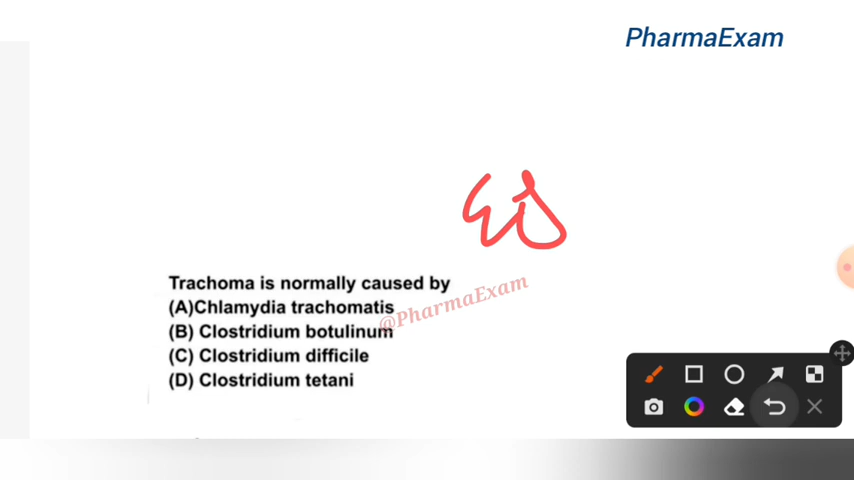 PharmaExam
Trachoma is normally caused by
(A)Chlamydia trachomatis
(B) Clostridium botulinum
(C) Clostridium difficile
(D) Clostridium tetani
@PharmaExam